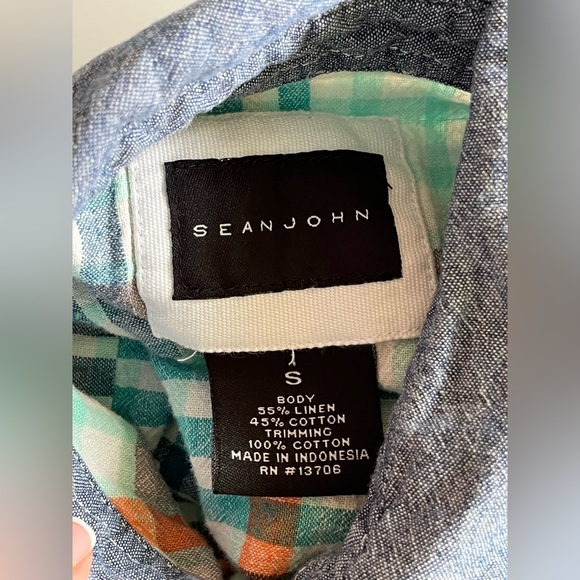 SEANJOHN
S
BODY
55% LINEN
45% COTTON
TRIMMING
100% COTTON
MADE IN INDONESIA
RN #13706